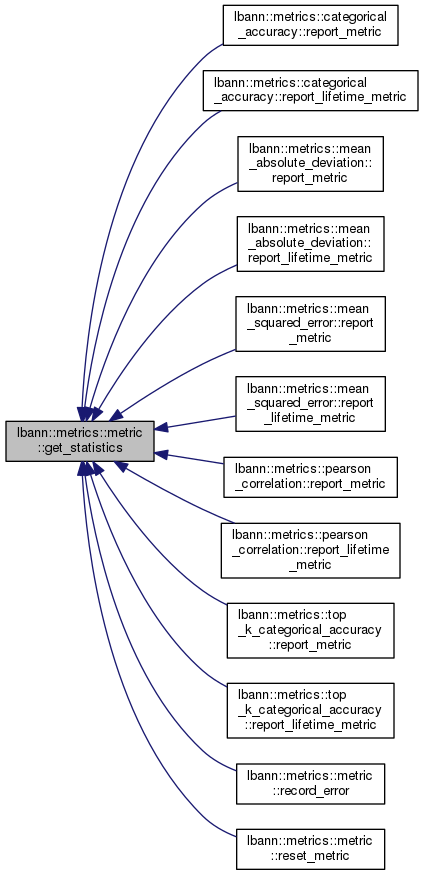 lbann::metrics::categorical
_accuracy::report_metric
lbann::metrics::categorical
_accuracy::report_lifetime_metric
lbann::metrics::mean
_absolute_deviation::
report_metric
lbann::metrics::mean
_absolute_deviation::
report_lifetime_metric
lbann::metrics::mean
_squared_error::report
_metric
lbann::metrics::mean
_squared_error::report
_lifetime_metric
lbann::metrics::metric
::get_statistics
lbann::metrics::pearson
_correlation::report_metric
lbann::metrics::pearson
_correlation::report_lifetime
_metric
lbann::metrics::top
_k_categorical_accuracy
::report_metric
lbann::metrics::top
_k_categorical_accuracy
::report_lifetime_metric
lbann::metrics::metric
::record_error
lbann::metrics::metric
::reset_metric